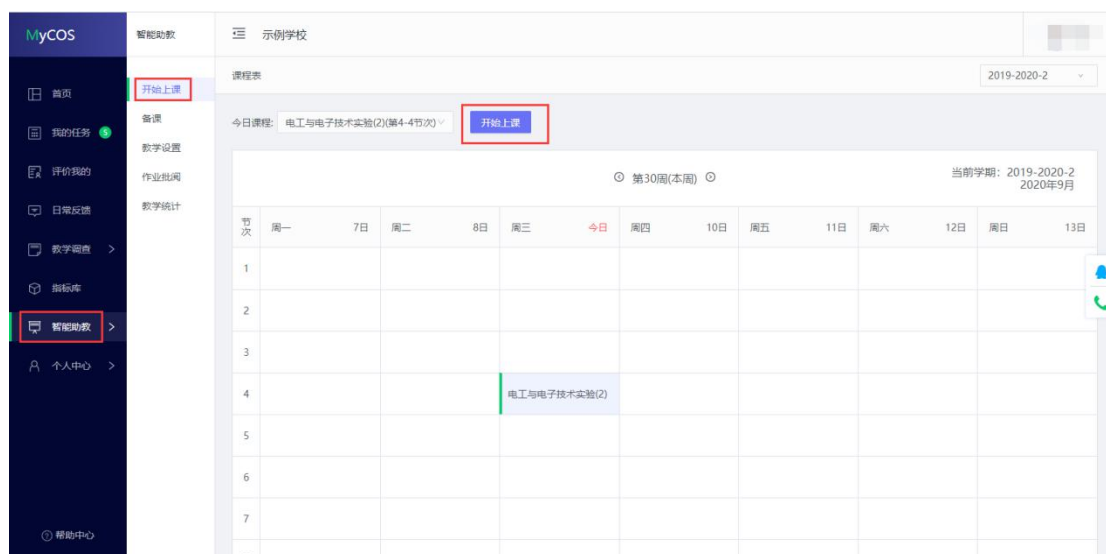 MyCOS
智能助教
示例学校
课程表
2019-2020-2
首页
开始上课
我的任务 5
备课
今日课程: 电工与电子技术实验(2)(第4-4节次)
开始上课
教学设置
评价我的
作业批阅
第30周(本周)
当前学期: 2019-2020-2
2020年9月
日常反馈
教学统计
节次 周一 7日 周二 8日 周三 今日 周四 10日 周五 11日 周六 12日 周日 13日
教学调查
1
指标库
2
智能助教
3
个人中心
4 电工与电子技术实验(2)
5
6
7
帮助中心